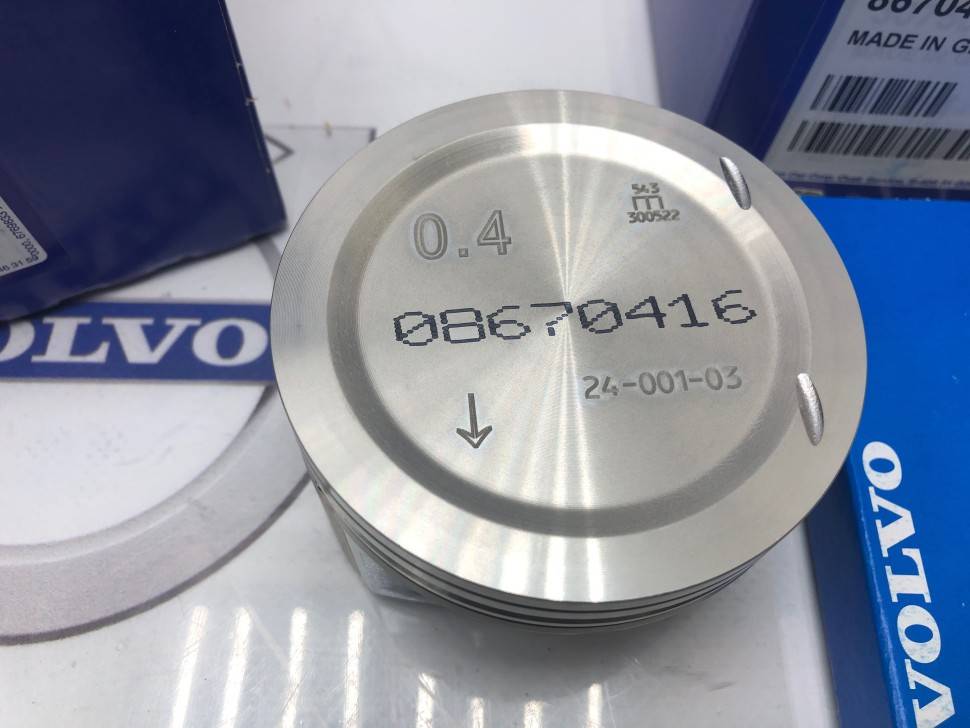 MADE IN G
543
300522
0.4
08670416
24-001-03
VOLVO
VOLVO